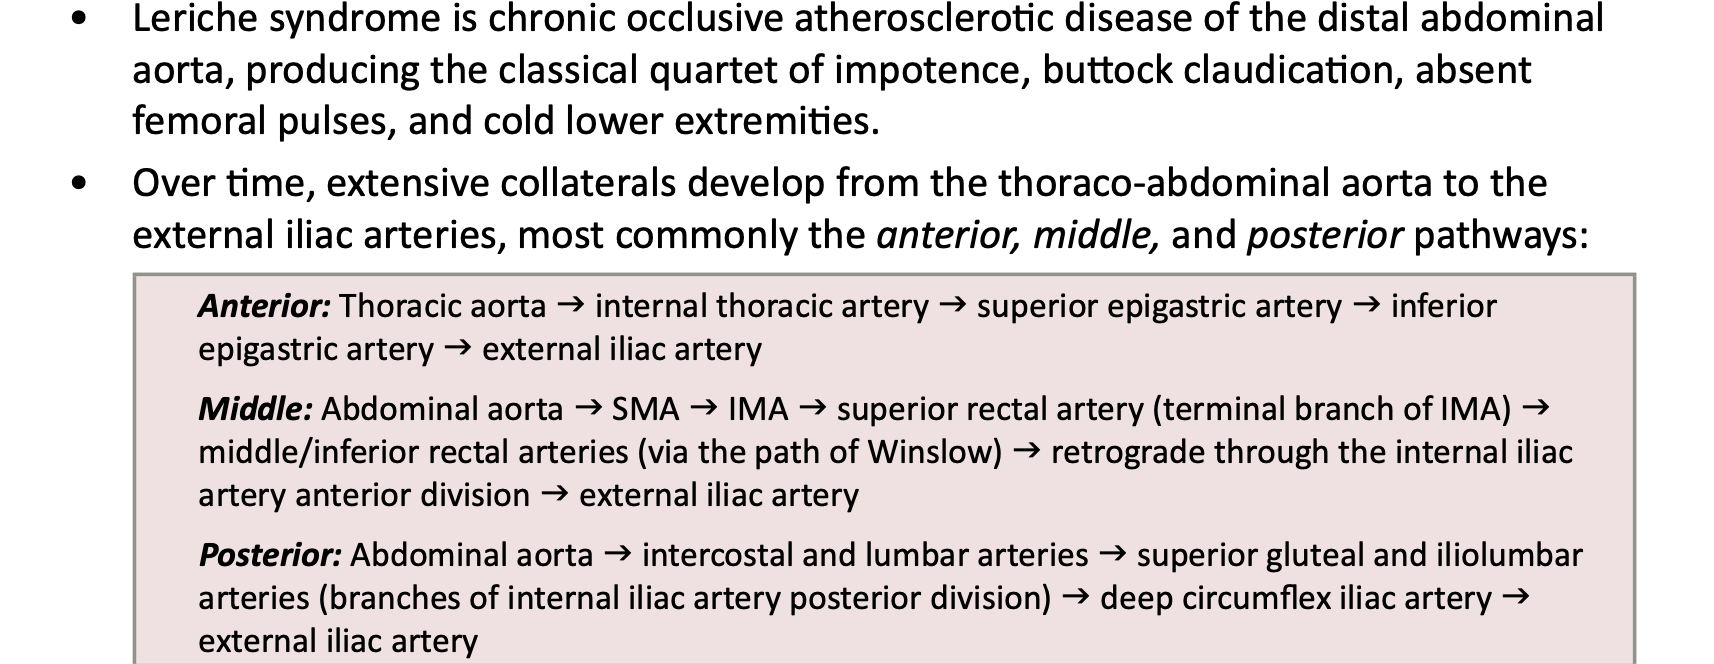 • Leriche syndrome is chronic occlusive atherosclerotic disease of the distal abdominal
aorta, producing the classical quartet of impotence, buttock claudication, absent
femoral pulses, and cold lower extremities.
• Over time, extensive collaterals develop from the thoraco-abdominal aorta to the
external iliac arteries, most commonly the anterior, middle, and posterior pathways:
Anterior: Thoracic aorta → internal thoracic artery → superior epigastric artery → inferior
epigastric artery → external iliac artery
Middle: Abdominal aorta → SMA → IMA → superior rectal artery (terminal branch of IMA) →
middle/inferior rectal arteries (via the path of Winslow) → retrograde through the internal iliac
artery anterior division → external iliac artery
Posterior: Abdominal aorta → intercostal and lumbar arteries → superior gluteal and iliolumbar
arteries (branches of internal iliac artery posterior division) → deep circumflex iliac artery →
external iliac artery